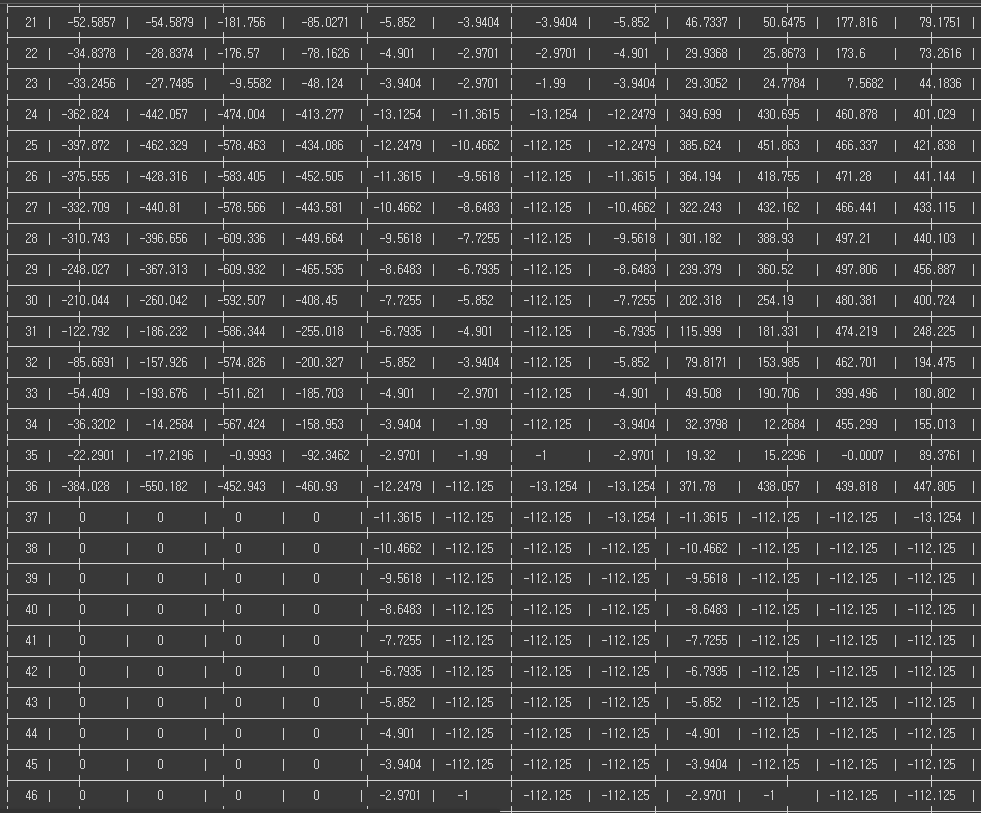 21 | -52.5857 | -54.5879 | -181.756 | -85.0271 | -5.852 | -3.9404 | -3.9404 | -5.852 | 46.7337 | 50.6475 | 177.816 | 79.1751 |
22 | -34.8378 | -28.8374 | -176.57 | -78.1626 | -4.901 | -2.9701 | -2.9701 | -4.901 | 29.9368 | 25.8673 | 173.6 | 73.2616 |
23 | -33.2456 | -27.7485 | -9.5582 | -48.124 | -3.9404 | -2.9701 | -1.99 | -3.9404 | 29.3052 | 24.7784 | 7.5682 | 44.1836 |
24 | -362.824 | -442.057 | -474.004 | -413.277 | -13.1254 | -11.3615 | -13.1254 | -12.2479 | 349.699 | 430.695 | 460.878 | 401.029 |
25 | -397.872 | -462.329 | -578.463 | -434.086 | -12.2479 | -10.4662 | -112.125 | -12.2479 | 385.624 | 451.863 | 466.337 | 421.838 |
26 | -375.555 | -428.316 | -583.405 | -452.505 | -11.3615 | -9.5618 | -112.125 | -11.3615 | 364.194 | 418.755 | 471.28 | 441.144 |
27 | -332.709 | -440.81 | -578.566 | -443.581 | -10.4662 | -8.6483 | -112.125 | -10.4662 | 322.243 | 432.162 | 466.441 | 433.115 |
28 | -310.743 | -396.656 | -609.336 | -449.664 | -9.5618 | -7.7255 | -112.125 | -9.5618 | 301.182 | 388.93 | 497.21 | 440.103 |
29 | -248.027 | -367.313 | -609.932 | -465.535 | -8.6483 | -6.7935 | -112.125 | -8.6483 | 239.379 | 360.52 | 497.806 | 456.887 |
30 | -210.044 | -260.042 | -592.507 | -408.45 | -7.7255 | -5.852 | -112.125 | -7.7255 | 202.318 | 254.19 | 480.381 | 400.724 |
31 | -122.792 | -186.232 | -586.344 | -255.018 | -6.7935 | -4.901 | -112.125 | -6.7935 | 115.999 | 181.331 | 474.219 | 248.225 |
32 | -85.6691 | -157.926 | -574.826 | -200.327 | -5.852 | -3.9404 | -112.125 | -5.852 | 79.8171 | 153.985 | 462.701 | 194.475 |
33 | -54.409 | -193.676 | -511.621 | -185.703 | -4.901 | -2.9701 | -112.125 | -4.901 | 49.508 | 190.706 | 399.496 | 180.802 |
34 | -36.3202 | -14.2584 | -567.424 | -158.953 | -3.9404 | -1.99 | -112.125 | -3.9404 | 32.3798 | 12.2684 | 455.299 | 155.013 |
35 | -22.2901 | -17.2196 | -0.9993 | -92.3462 | -2.9701 | -1.99 | -1 | -2.9701 | 19.32 | 15.2296 | -0.0007 | 89.3761 |
36 | -384.028 | -550.182 | -452.943 | -460.93 | -12.2479 | -112.125 | -13.1254 | -13.1254 | 371.78 | 438.057 | 439.818 | 447.805 |
37 | 0 | 0 | 0 | 0 | -11.3615 | -112.125 | -112.125 | -13.1254 | -11.3615 | -112.125 | -112.125 | -13.1254 |
38 | 0 | 0 | 0 | 0 | -10.4662 | -112.125 | -112.125 | -112.125 | -10.4662 | -112.125 | -112.125 | -112.125 |
39 | 0 | 0 | 0 | 0 | -9.5618 | -112.125 | -112.125 | -112.125 | -9.5618 | -112.125 | -112.125 | -112.125 |
40 | 0 | 0 | 0 | 0 | -8.6483 | -112.125 | -112.125 | -112.125 | -8.6483 | -112.125 | -112.125 | -112.125 |
41 | 0 | 0 | 0 | 0 | -7.7255 | -112.125 | -112.125 | -112.125 | -7.7255 | -112.125 | -112.125 | -112.125 |
42 | 0 | 0 | 0 | 0 | -6.7935 | -112.125 | -112.125 | -112.125 | -6.7935 | -112.125 | -112.125 | -112.125 |
43 | 0 | 0 | 0 | 0 | -5.852 | -112.125 | -112.125 | -112.125 | -5.852 | -112.125 | -112.125 | -112.125 |
44 | 0 | 0 | 0 | 0 | -4.901 | -112.125 | -112.125 | -112.125 | -4.901 | -112.125 | -112.125 | -112.125 |
45 | 0 | 0 | 0 | 0 | -3.9404 | -112.125 | -112.125 | -112.125 | -3.9404 | -112.125 | -112.125 | -112.125 |
46 | 0 | 0 | 0 | 0 | -2.9701 | -1 | -112.125 | -112.125 | -2.9701 | -1 | -112.125 | -112.125 |